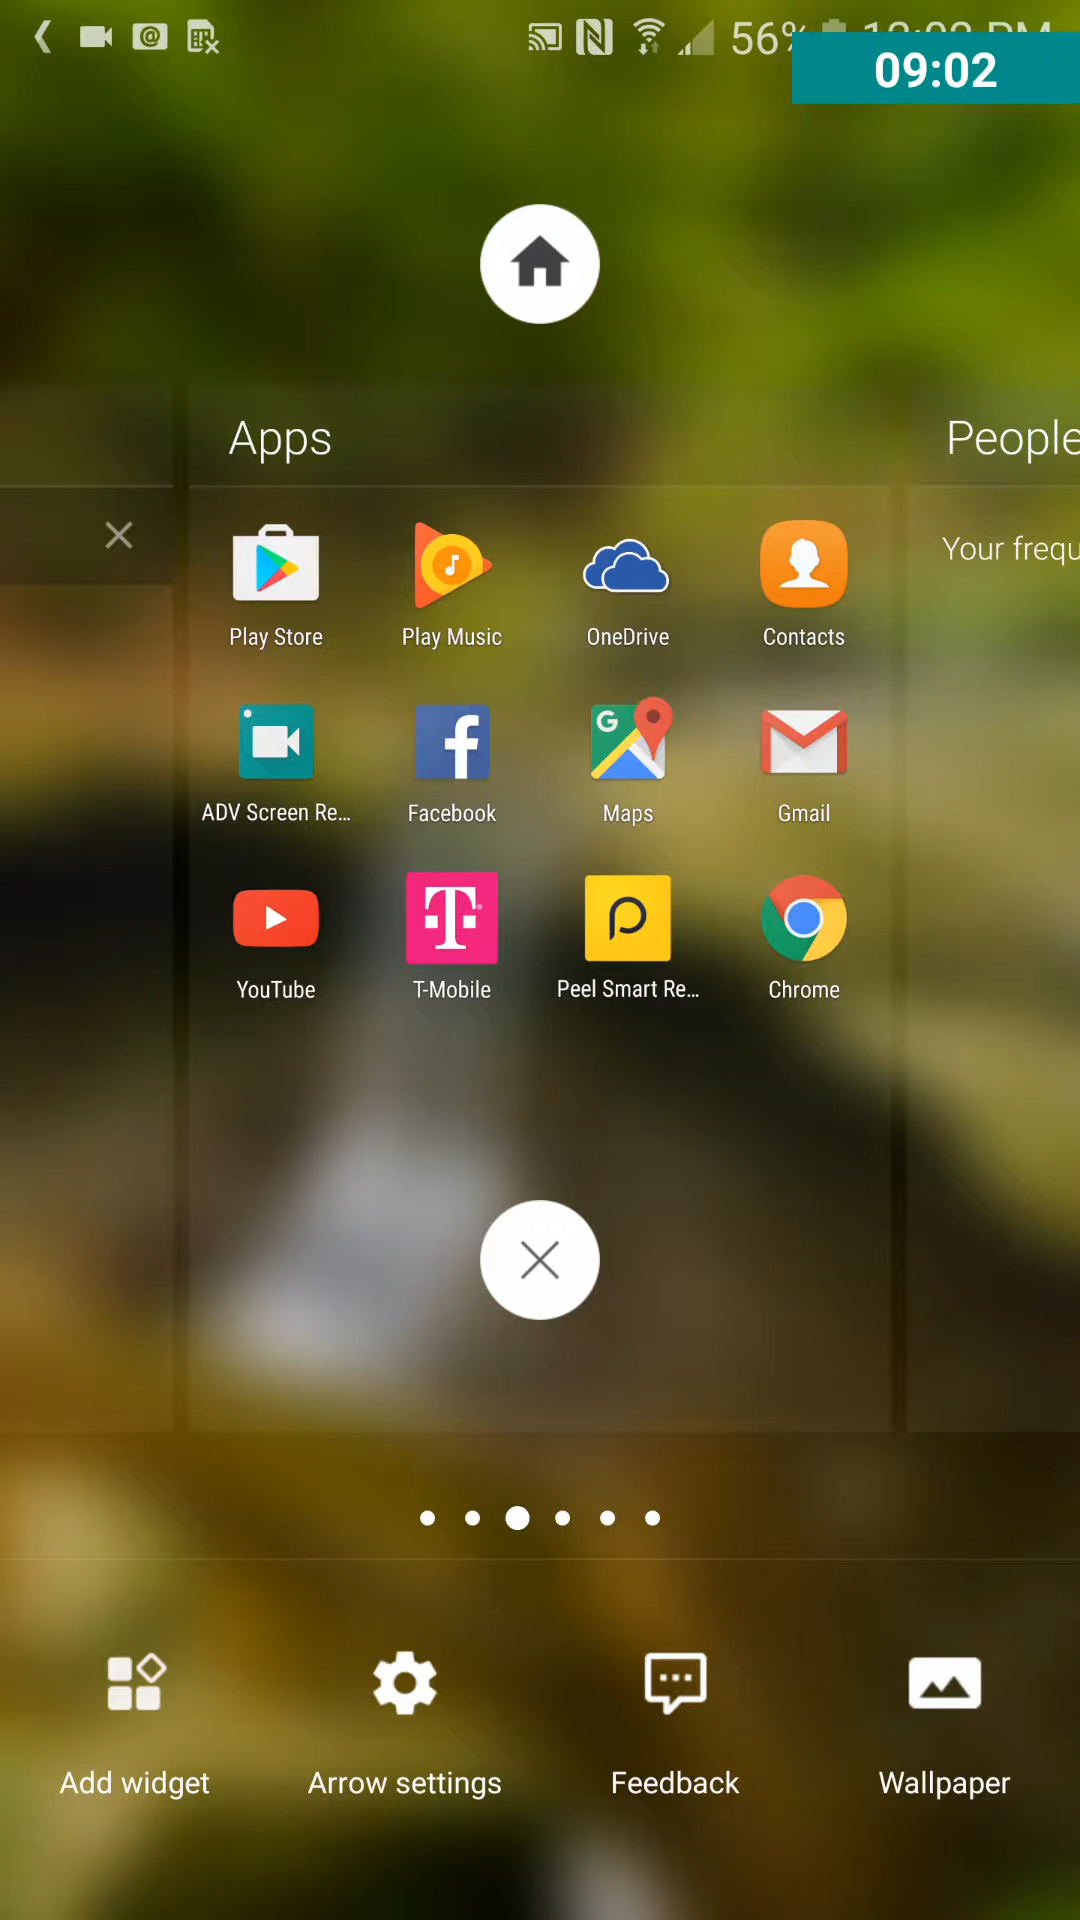 56%
09:02
Apps
People
Your frequ
Play Store
Play Music
OneDrive
Contacts
G
ADV Screen Re...
Facebook
Maps
Gmail
T
YouTube
T-Mobile
Peel Smart Re...
Chrome
Add widget
Arrow settings
Feedback
Wallpaper